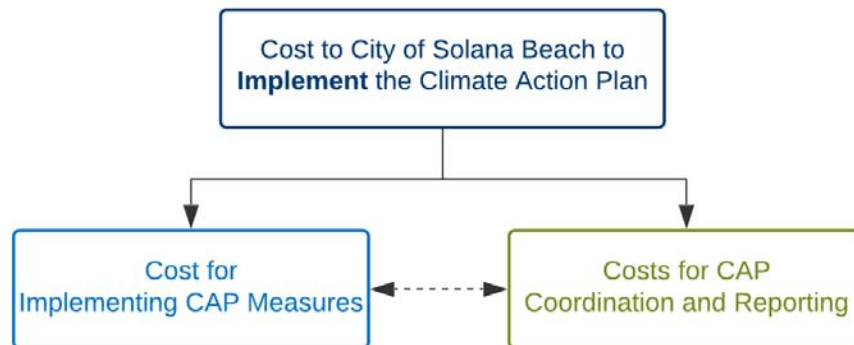 Cost to City of Solana Beach to
Implement the Climate Action Plan
Cost for
Implementing CAP Measures
Costs for CAP
Coordination and Reporting